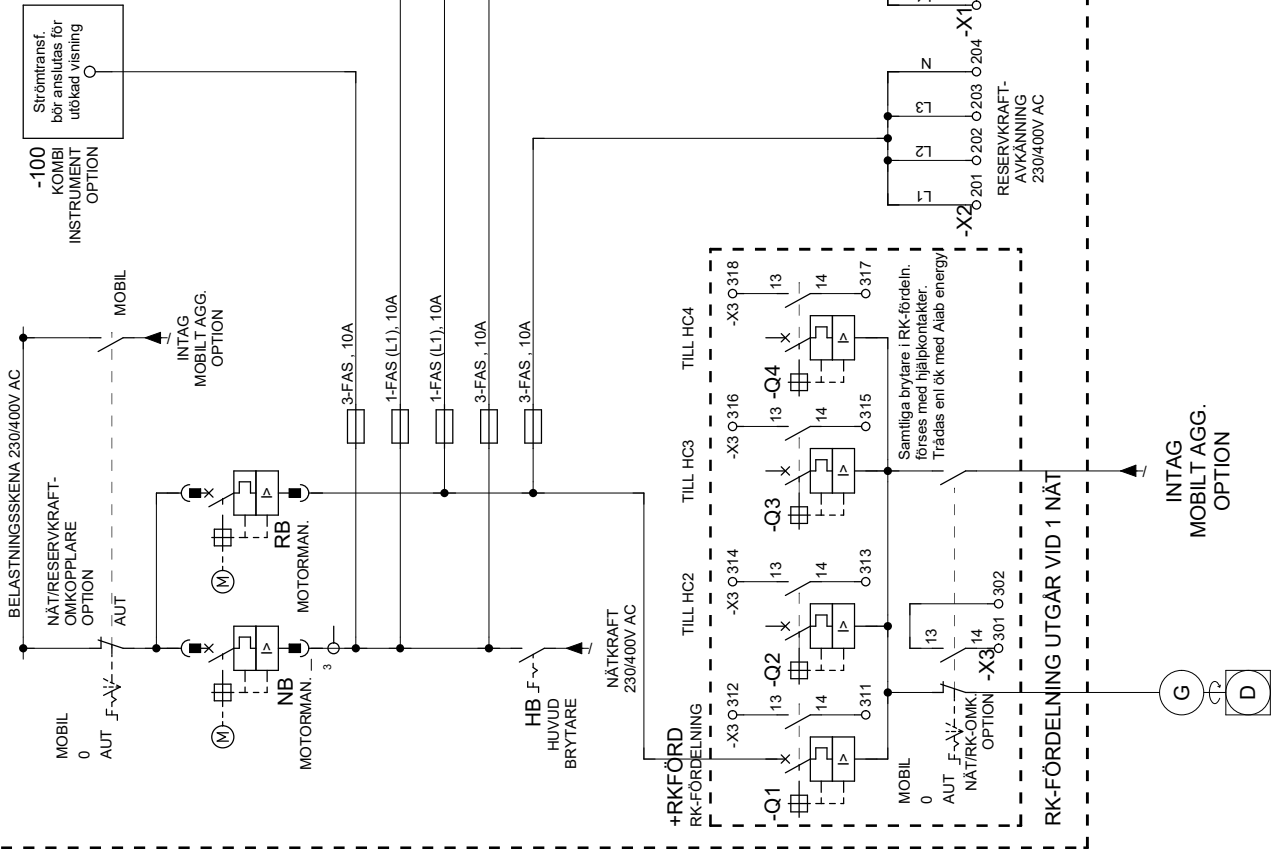 Strömtransf.
bör anslutas för
utökad visning
-100
KOMBI
INSTRUMENT
OPTION
BELASTNINGSSKENA 230/400V AC
MOBIL
INTAG
MOBILT AGG.
OPTION
NÄT/RESERVKRAFT-
OMKOPPLARE
OPTION
AUT
MOBIL
0
AUT
M
NB
I>
MOTORMAN.
3
M
RB
I>
MOTORMAN.
3-FAS , 10A
1-FAS (L1), 10A
1-FAS (L1), 10A
3-FAS , 10A
3-FAS , 10A
HB
HUVUD
BRYTARE
NÄTKRAFT
230/400V AC
-X1
N
L3
L2
L1
204
203
202
201
-X2
RESERVKRAFT-
AVKÄNNING
230/400V AC
+RKFÖRD
RK-FÖRDELNING
-X3
312
13
14
311
-Q1
I>
TILL HC2
-X3
314
13
14
313
-Q2
I>
TILL HC3
-X3
316
13
14
315
-Q3
I>
TILL HC4
-X3
318
13
14
317
-Q4
I>
Samtliga brytare i RK-fördeln.
förses med hjälpkontakter.
Trådas enl ök med Aiab energy
MOBIL
0
AUT
NÄT/RK-OMK.
OPTION
13
14
-X3
301
302
RK-FÖRDELNING UTGÅR VID 1 NÄT
INTAG
MOBILT AGG.
OPTION
G
D